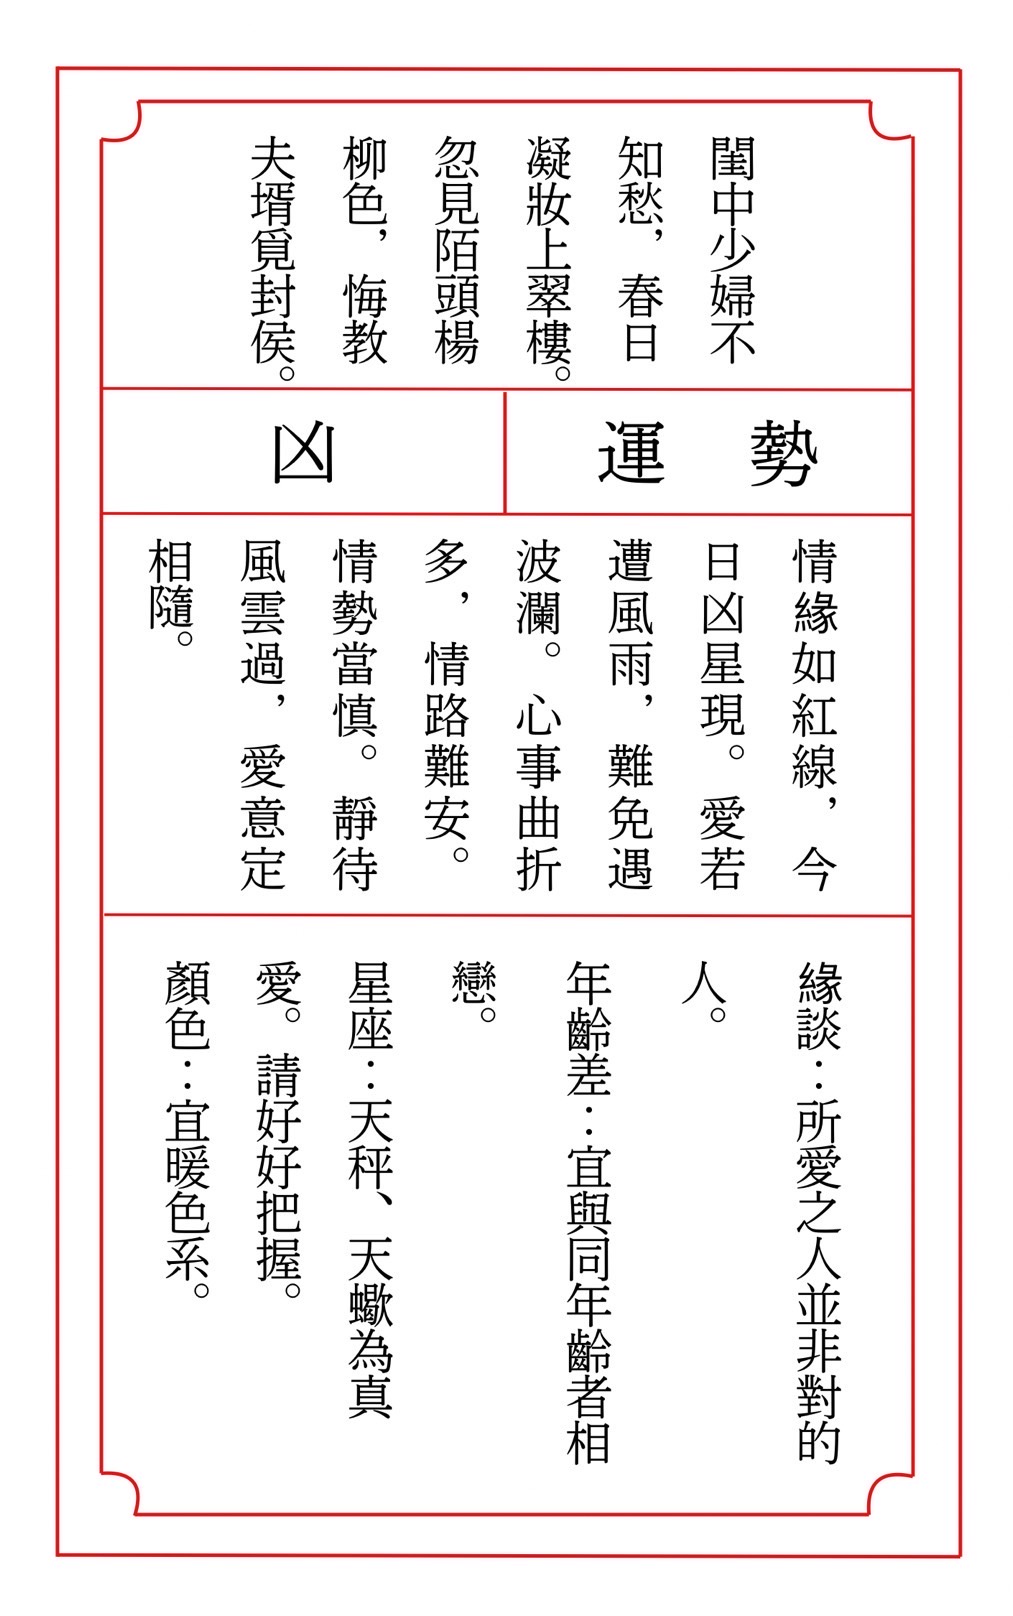 閨中少婦不
知愁，春日
凝妝上翠樓。
忽見陌頭楊
柳色，悔教
夫壻覓封侯。
運勢
凶
情緣如紅線，今
日凶星現。愛若
遭風雨，難免遇
波瀾。心事曲折
多，情路難安。
情勢當慎。靜待
風雲過，愛意定
相隨。
緣談：所愛之人並非對的
人。
年齡差：宜與同年齡者相
戀。
星座：天秤、天蠍為真
愛。請好好把握。
顏色：宜暖色系。